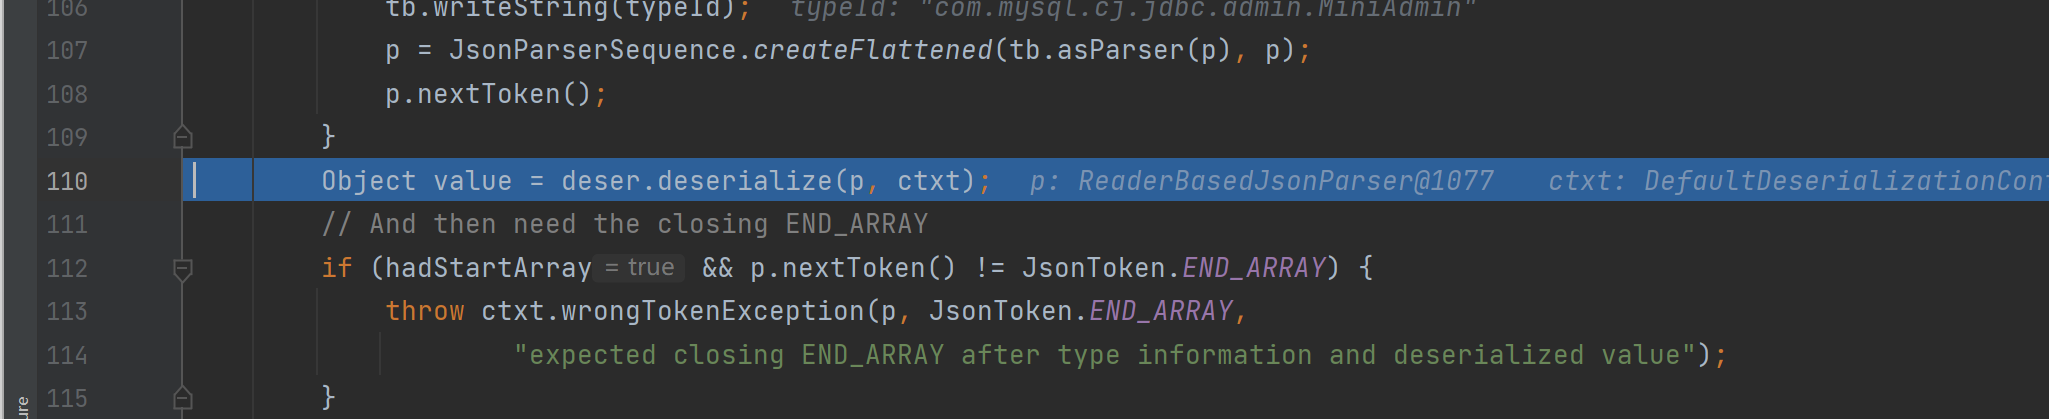 106 tb.writeString(typeId); typeId: "com.mysql.cj.jdbc.admin.MiniAdmin"
107 p = JsonParserSequence.createFlattened(tb.asParser(p), p);
108 p.nextToken();
109 }
110 Object value = deser.deserialize(p, ctxt); p: ReaderBasedJsonParser@1077 ctxt: DefaultDeserializationCont
111 // And then need the closing END_ARRAY
112 if (hadStartArray = true && p.nextToken() != JsonToken.END_ARRAY) {
113 throw ctxt.wrongTokenException(p, JsonToken.END_ARRAY,
114 "expected closing END_ARRAY after type information and deserialized value");
115 }
ure